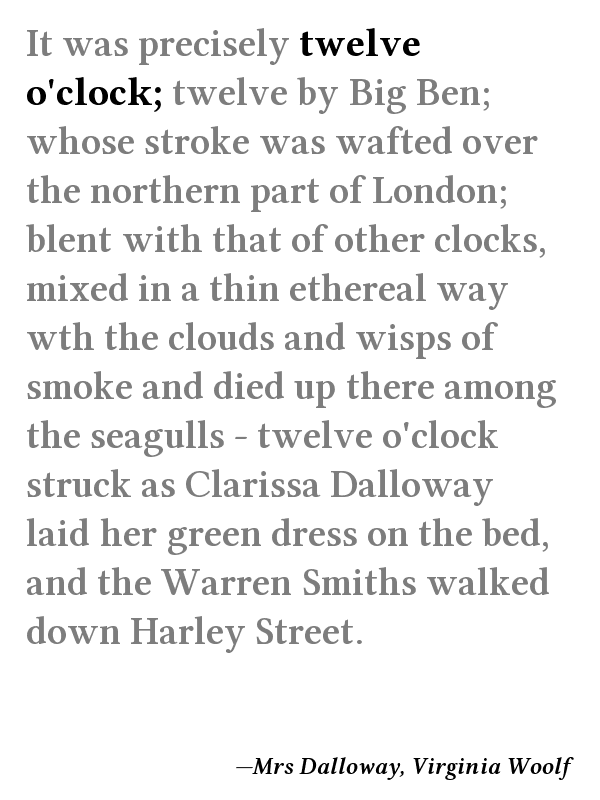 It was precisely twelve
o'clock; twelve by Big Ben;
whose stroke was wafted over
the northern part of London;
blent with that of other clocks,
mixed in a thin ethereal way
wth the clouds and wisps of
smoke and died up there among
the seagulls - twelve o'clock
struck as Clarissa Dalloway
laid her green dress on the bed,
and the Warren Smiths walked
down Harley Street.
—Mrs Dalloway, Virginia Woolf